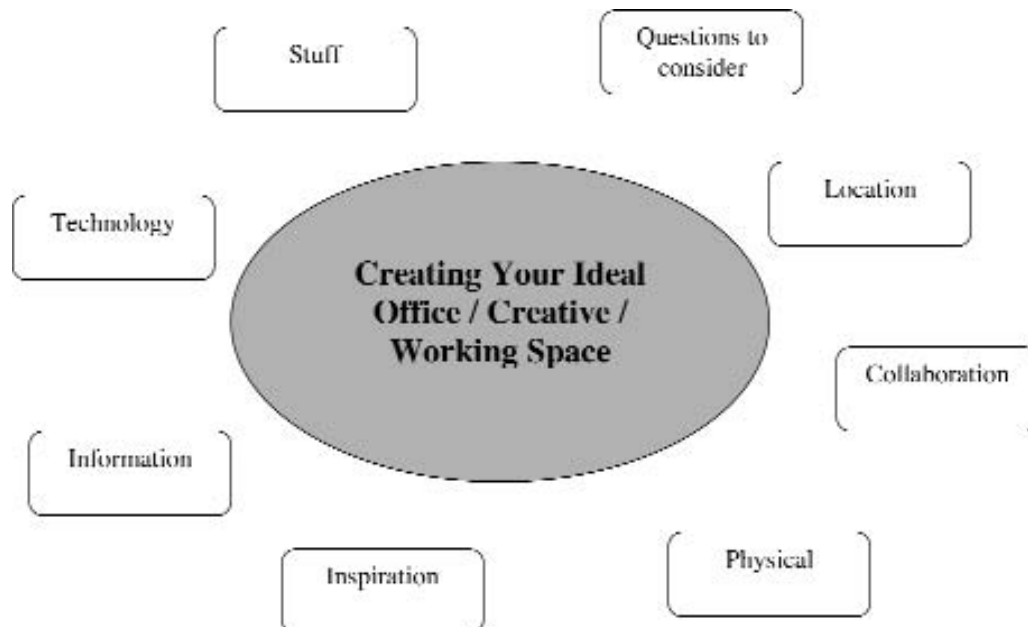 Stuff
Questions to
consider
Technology
Location
Creating Your Ideal
Office / Creative /
Working Space
Collaboration
Information
Inspiration
Physical